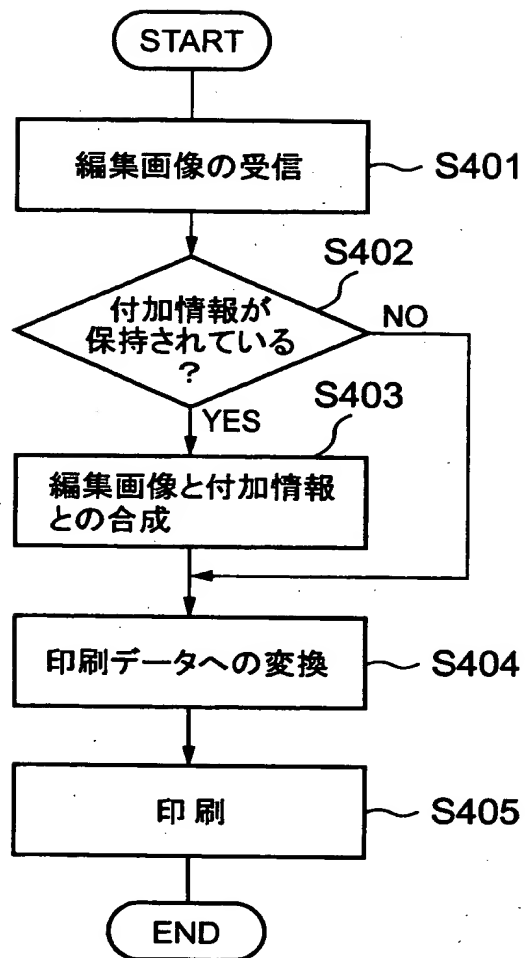 START
編集画像の受信
S401
S402
付加情報が
保持されている
?
NO
YES
S403
編集画像と付加情報
との合成
印刷データへの変換
S404
印刷
S405
END